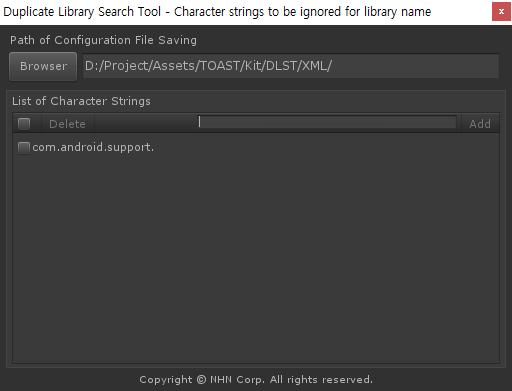 Duplicate Library Search Tool - Character strings to be ignored for library name x
Path of Configuration File Saving
Browser D:/Project/Assets/TOAST/Kit/DLST/XML/
List of Character Strings
Delete Add
com.android.support.
Copyright © NHN Corp. All rights reserved.